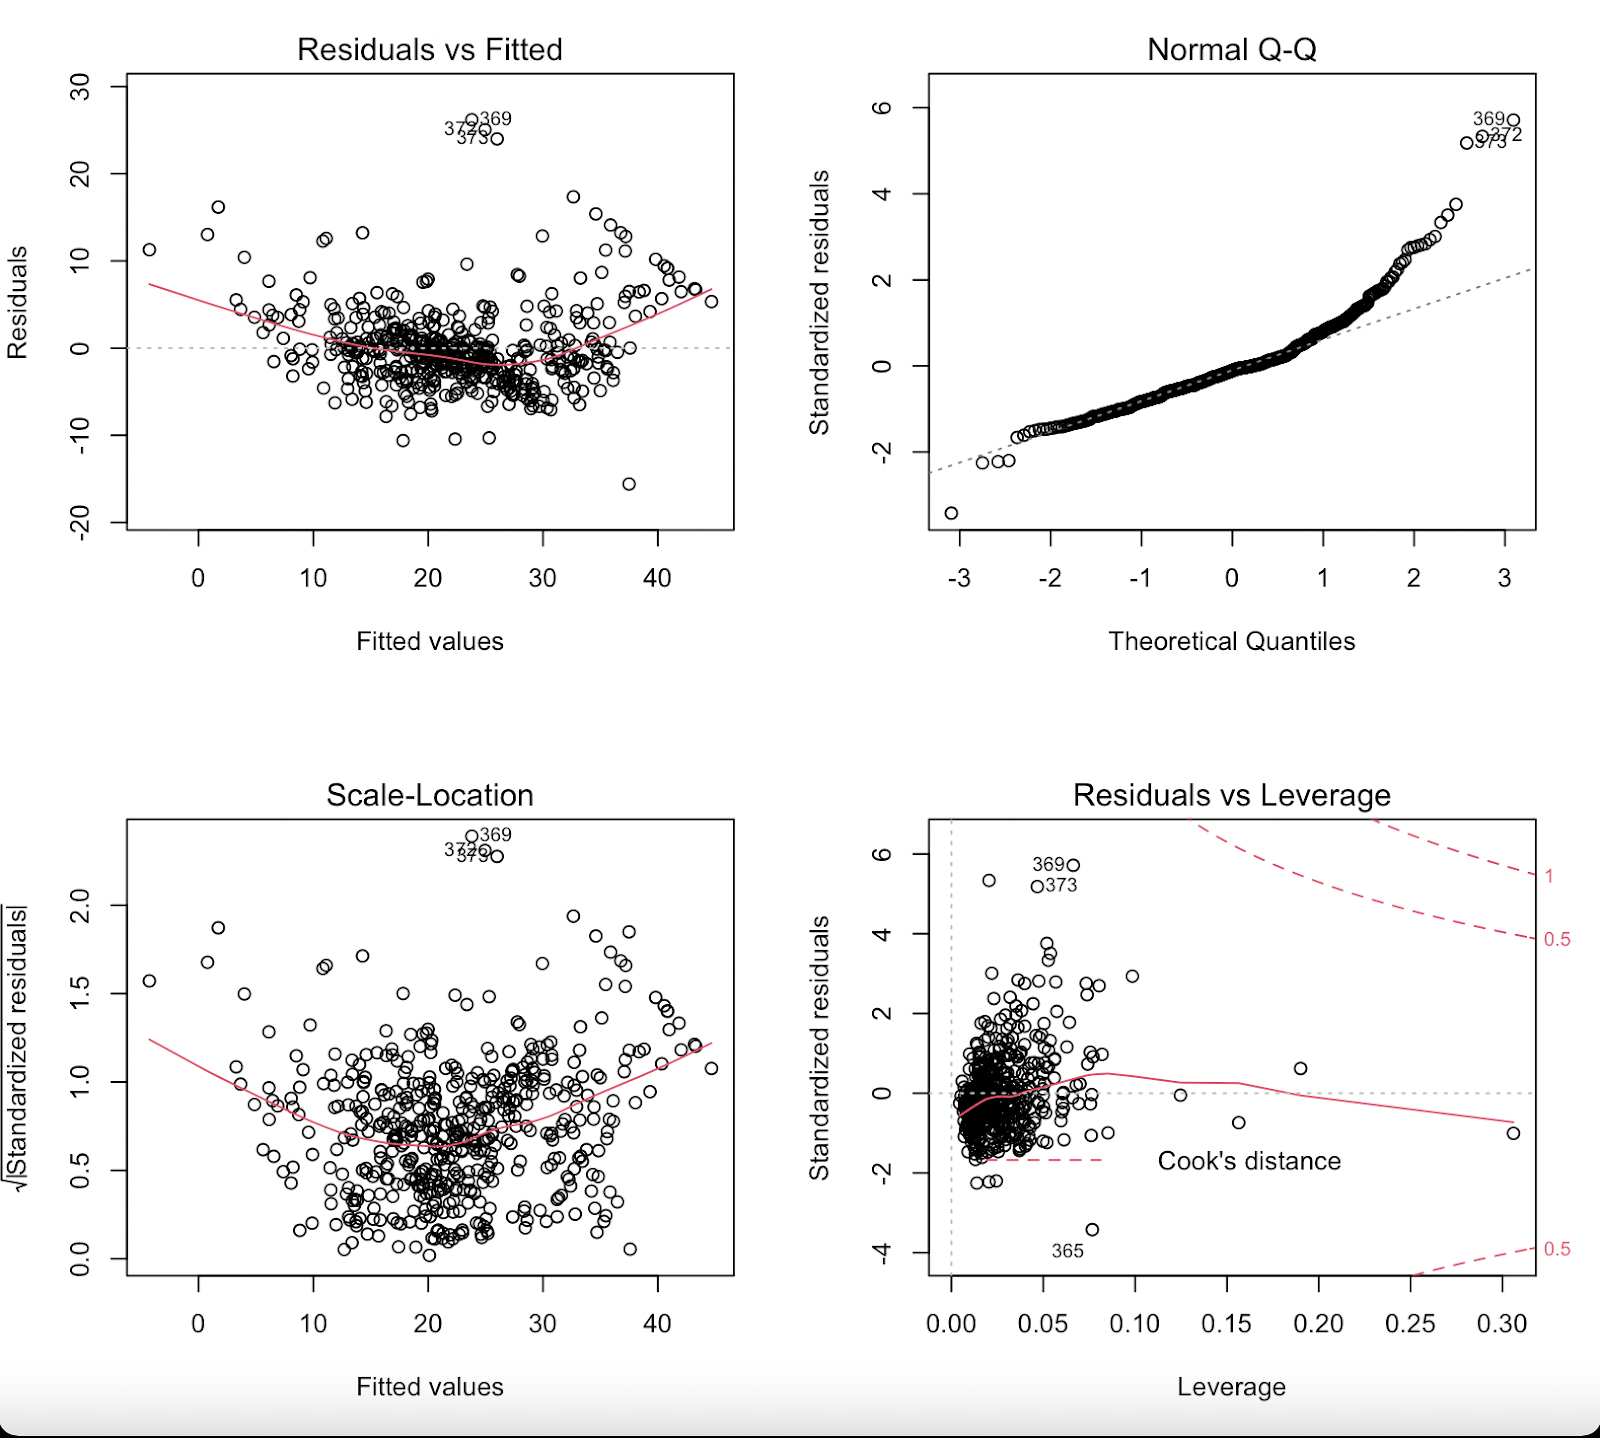 Residuals vs Fitted
Residuals
-20 -10 0 10 20 30
369
372
373
0 10 20 30 40
Fitted values
Normal Q-Q
Standardized residuals
-2 0 2 4 6
369
372
373
-3 -2 -1 0 1 2 3
Theoretical Quantiles
Scale-Location
√|Standardized residuals|
0.0 0.5 1.0 1.5 2.0
369
372
373
0 10 20 30 40
Fitted values
Residuals vs Leverage
Standardized residuals
-4 -2 0 2 4 6
369
373
1
0.5
Cook's distance
365
0.5
0.00 0.05 0.10 0.15 0.20 0.25 0.30
Leverage